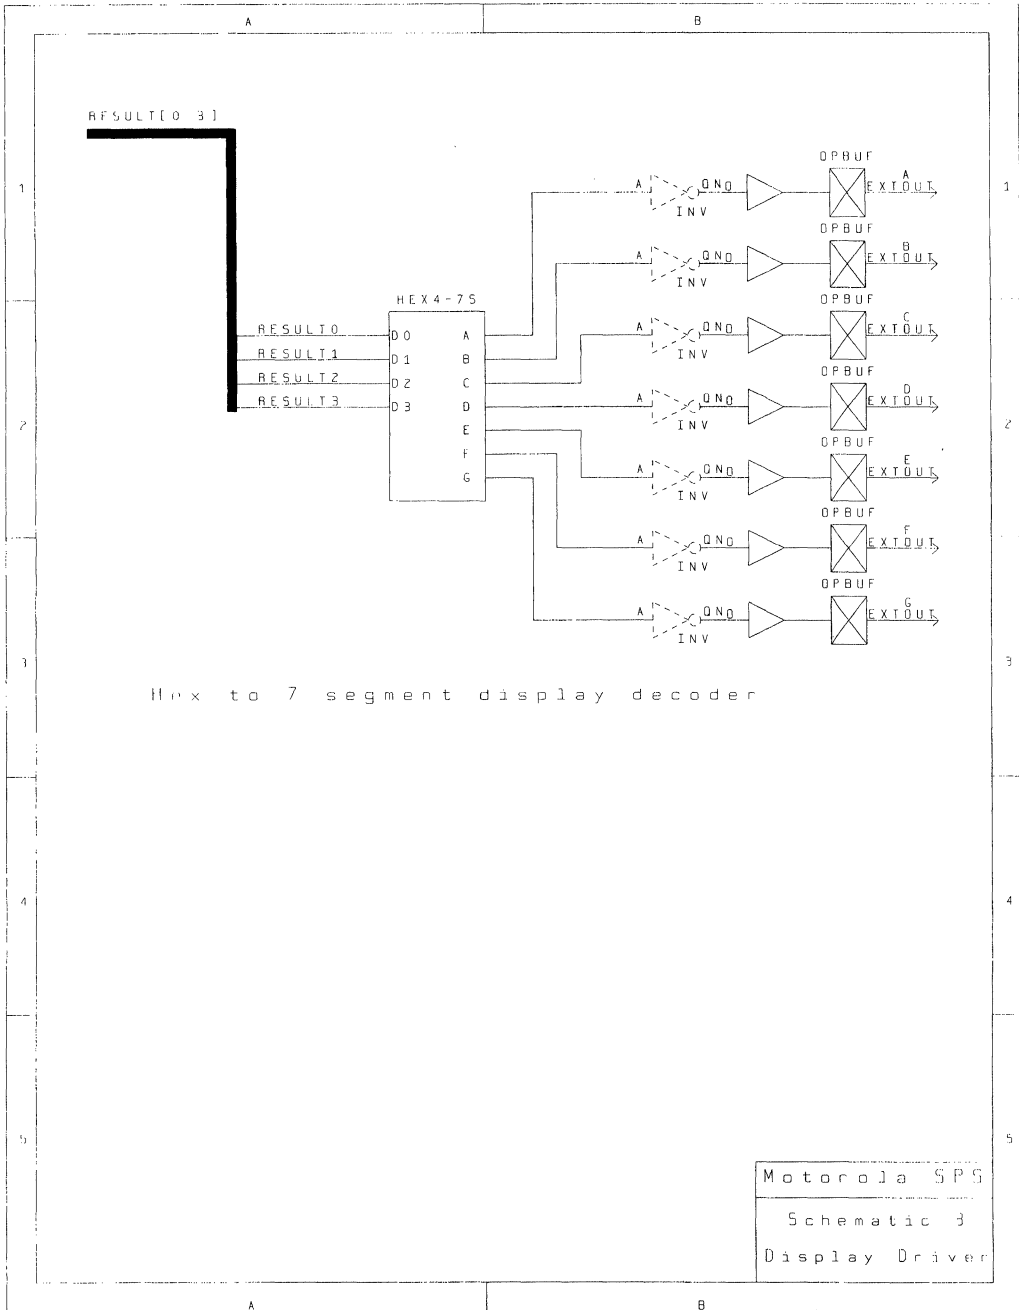 A B
RESULT[0 3]
OPBUF
1 A QN0 A EXTOUT 1
INV
OPBUF
A QN0 B EXTOUT
INV
OPBUF
HEX4-7S
A QN0 C EXTOUT
RESULT0 D0 A
INV
RESULT1 D1 B
OPBUF
RESULT2 D2 C
A QN0 D EXTOUT
RESULT3 D3 D
INV
2 E 2
OPBUF
F
A QN0 E EXTOUT
G
INV
OPBUF
A QN0 F EXTOUT
INV
OPBUF
A QN0 G EXTOUT
INV
3 3
Hex to 7 segment display decoder
4 4
5 5
Motorola SPS
Schematic 3
Display Driver
A B